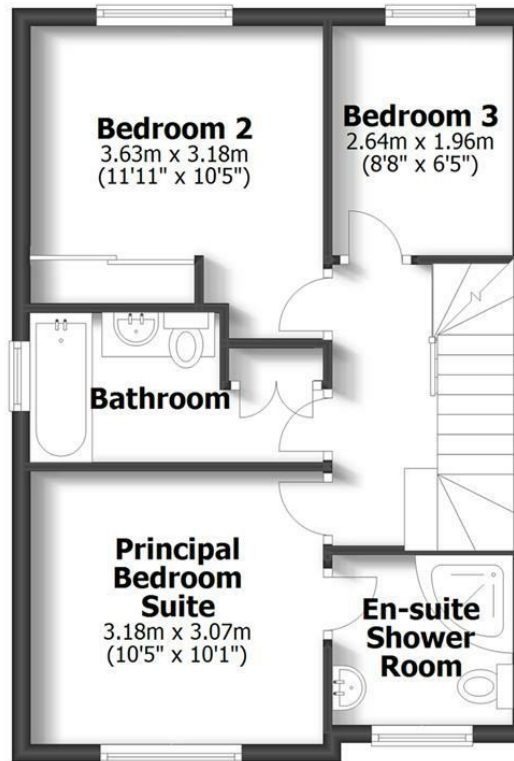 Bedroom 2
3.63m x 3.18m
(11'11" x 10'5")
Bedroom 3
2.64m x 1.96m
(8'8" x 6'5")
Bathroom
Principal
Bedroom
Suite
3.18m x 3.07m
(10'5" x 10'1")
En-suite
Shower
Room